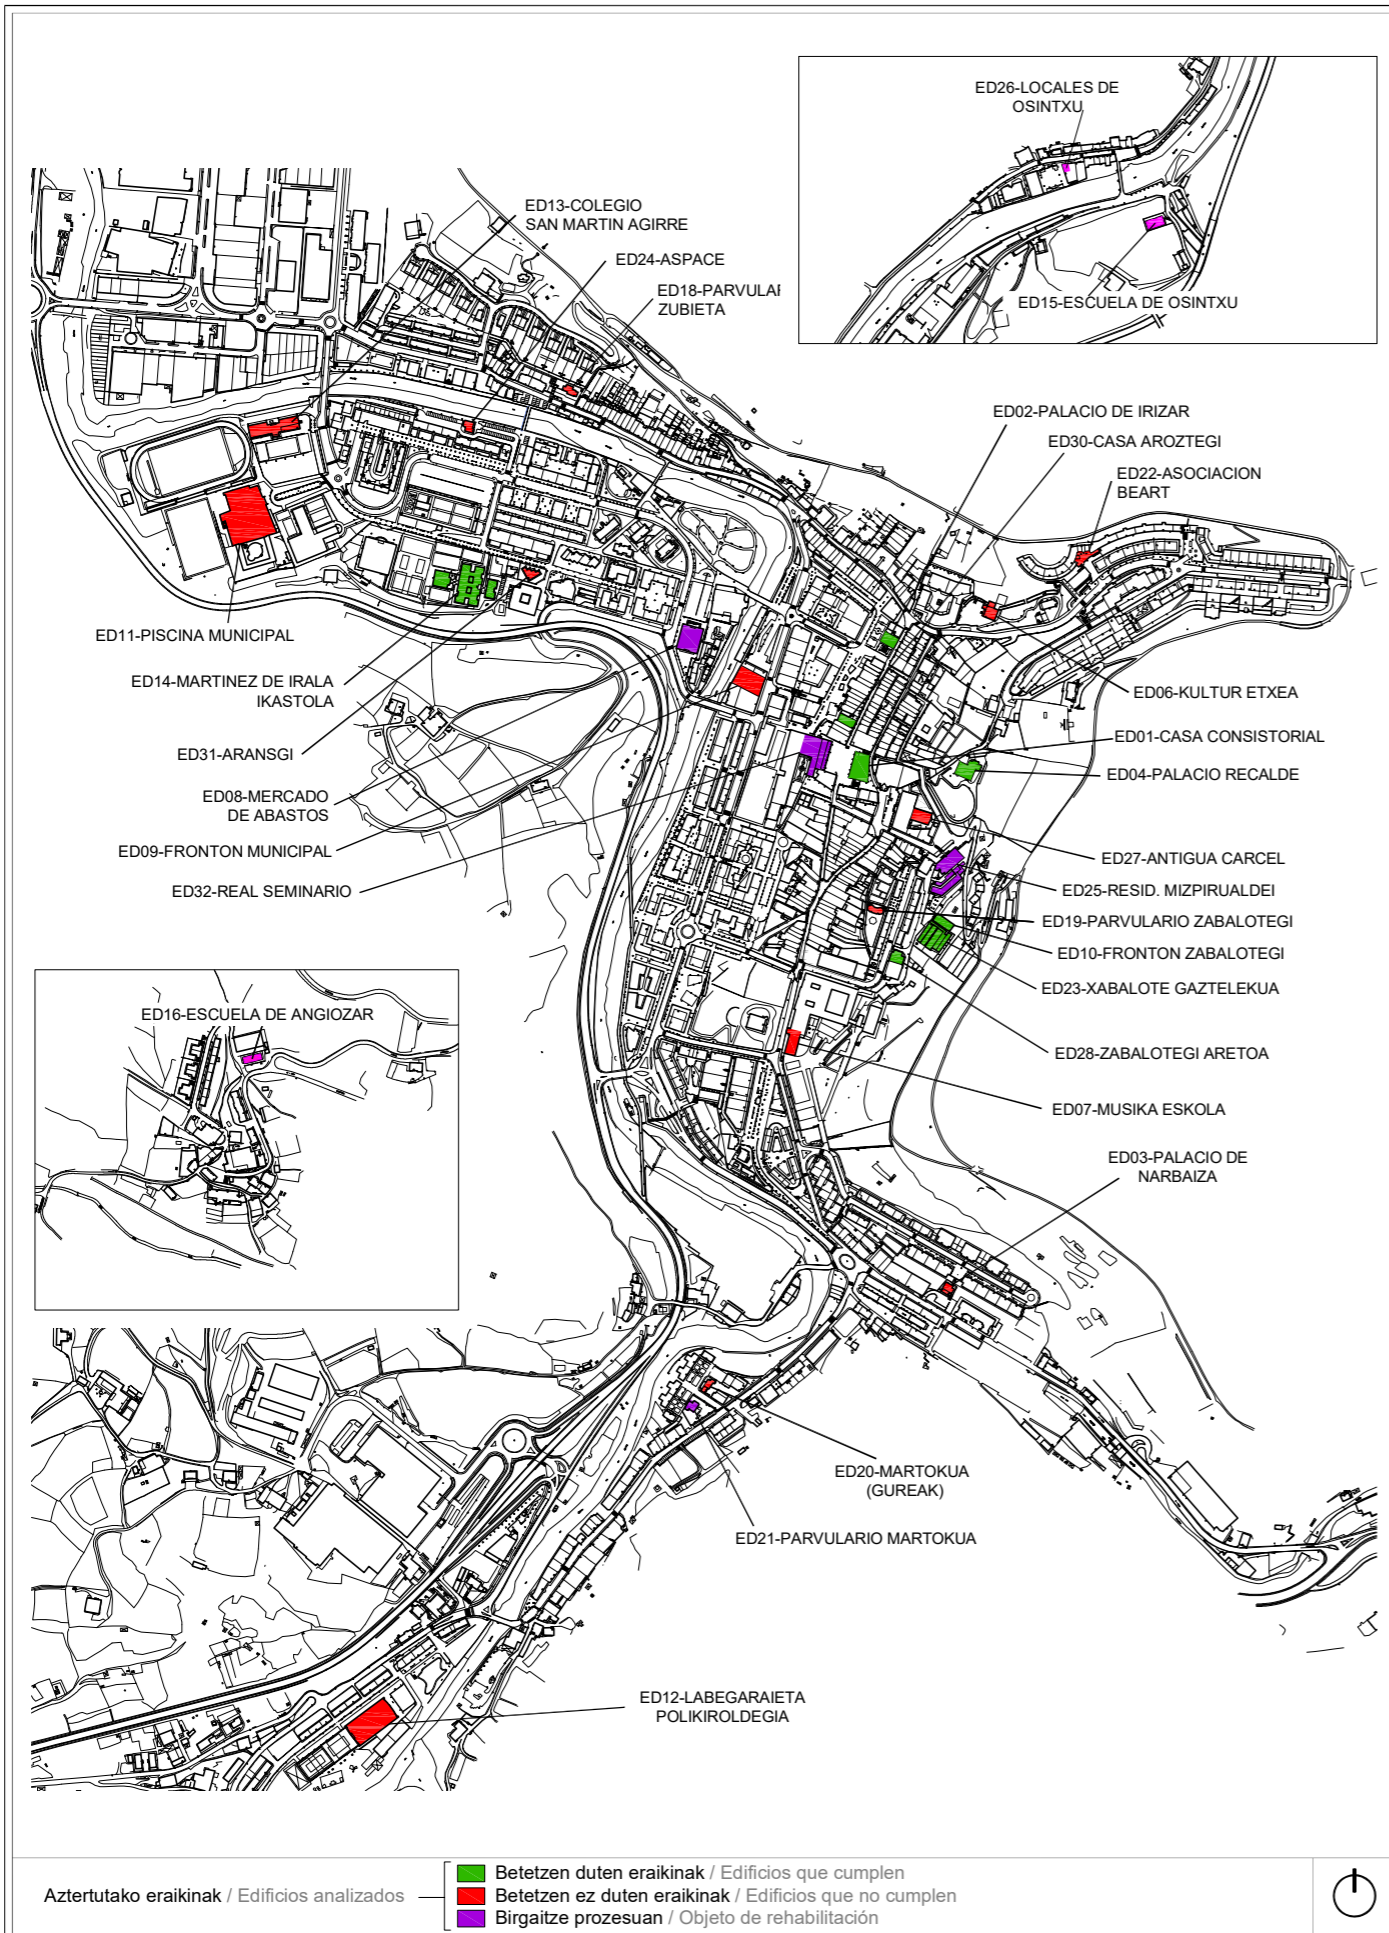 ED26-LOCALES DE
OSINTXU
ED15-ESCUELA DE OSINTXU
ED13-COLEGIO
SAN MARTIN AGIRRE
ED24-ASPACE
ED18-PARVULAI
ZUBIETA
ED02-PALACIO DE IRIZAR
ED30-CASA AROZTEGI
ED22-ASOCIACION
BEART
ED11-PISCINA MUNICIPAL
ED14-MARTINEZ DE IRALA
IKASTOLA
ED31-ARANSGI
ED08-MERCADO
DE ABASTOS
ED09-FRONTON MUNICIPAL
ED32-REAL SEMINARIO
ED06-KULTUR ETXEA
ED01-CASA CONSISTORIAL
ED04-PALACIO RECALDE
ED27-ANTIGUA CARCEL
ED25-RESID. MIZPIRUALDEI
ED19-PARVULARIO ZABALOTEGI
ED10-FRONTON ZABALOTEGI
ED23-XABALOTE GAZTELEKUA
ED28-ZABALOTEGI ARETOA
ED07-MUSIKA ESKOLA
ED03-PALACIO DE
NARBAIZA
ED16-ESCUELA DE ANGIOZAR
ED20-MARTOKUA
(GUREAK)
ED21-PARVULARIO MARTOKUA
ED12-LABEGARAIETA
POLIKIROLDEGIA
Aztertutako eraikinak / Edificios analizados
Betetzen duten eraikinak / Edificios que cumplen
Betetzen ez duten eraikinak / Edificios que no cumplen
Birgaitze prozesuan / Objeto de rehabilitación